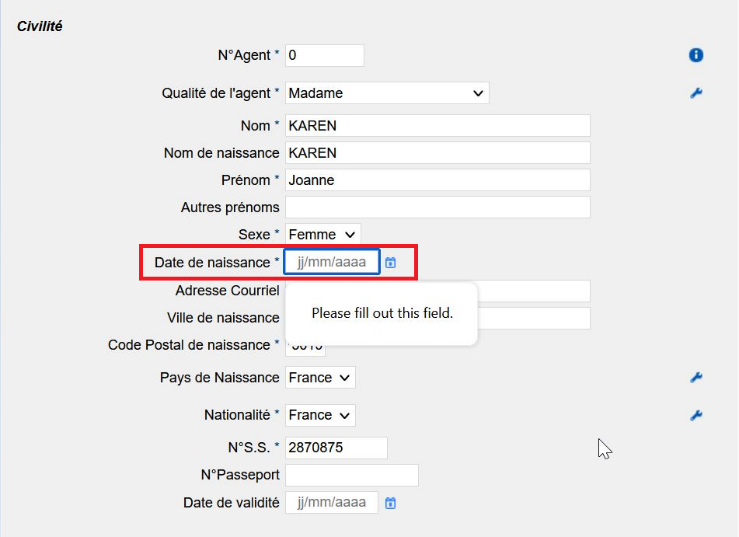 Civilité
N°Agent * 0
Qualité de l'agent * Madame
Nom * KAREN
Nom de naissance KAREN
Prénom * Joanne
Autres prénoms
Sexe * Femme
Date de naissance * jj/mm/aaaa
Adresse Courriel
Please fill out this field.
Ville de naissance
Code Postal de naissance *
Pays de Naissance France
Nationalité * France
N°S.S. * 2870875
N°Passeport
Date de validité jj/mm/aaaa